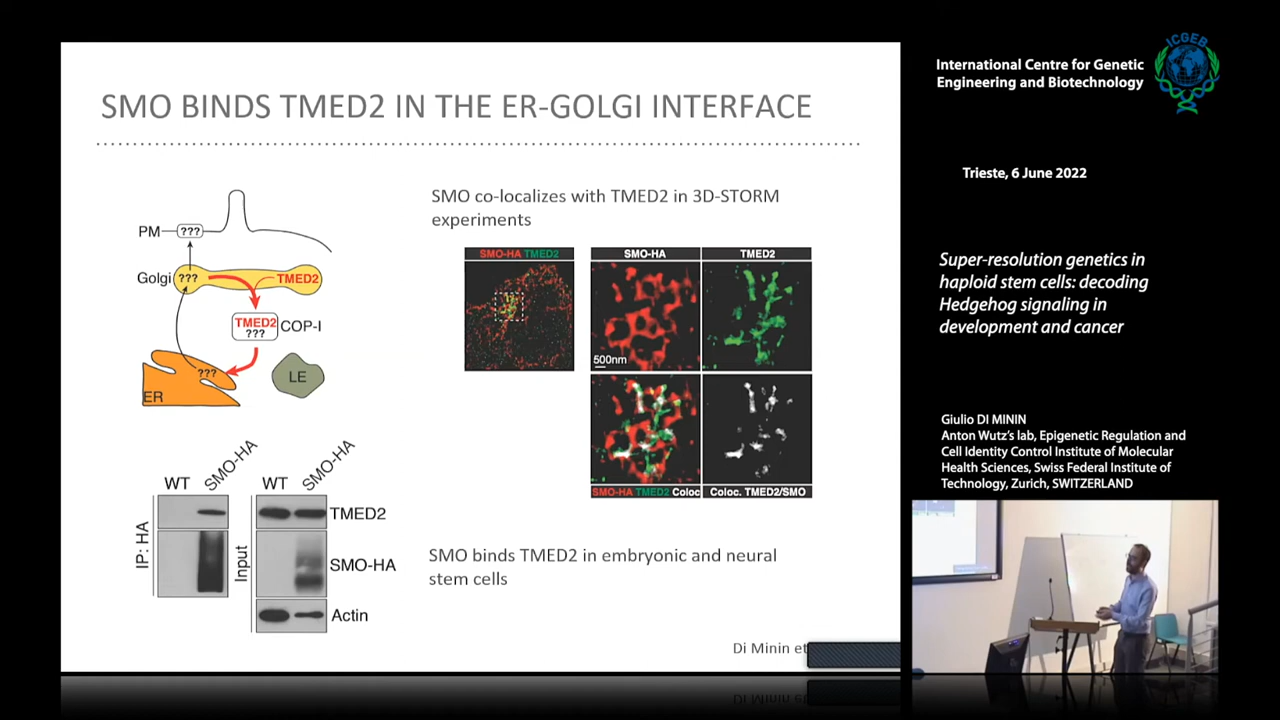 SMO BINDS TMED2 IN THE ER-GOLGI INTERFACE
PM
???
Golgi
???
TMED2
TMED2
???
COP-I
???
ER
LE
SMO co-localizes with TMED2 in 3D-STORM
experiments
SMO-HA TMED2
SMO-HA
TMED2
500nm
SMO-HA TMED2 Coloc
Coloc. TMED2/SMO
WT
SMO-HA
WT
SMO-HA
IP: HA
Input
TMED2
SMO-HA
Actin
SMO binds TMED2 in embryonic and neural
stem cells
Di Minin et
International Centre for Genetic
Engineering and Biotechnology
ICGEB
Trieste, 6 June 2022
Super-resolution genetics in
haploid stem cells: decoding
Hedgehog signaling in
development and cancer
Giulio DI MININ
Anton Wutz's lab, Epigenetic Regulation and
Cell Identity Control Institute of Molecular
Health Sciences, Swiss Federal Institute of
Technology, Zurich, SWITZERLAND